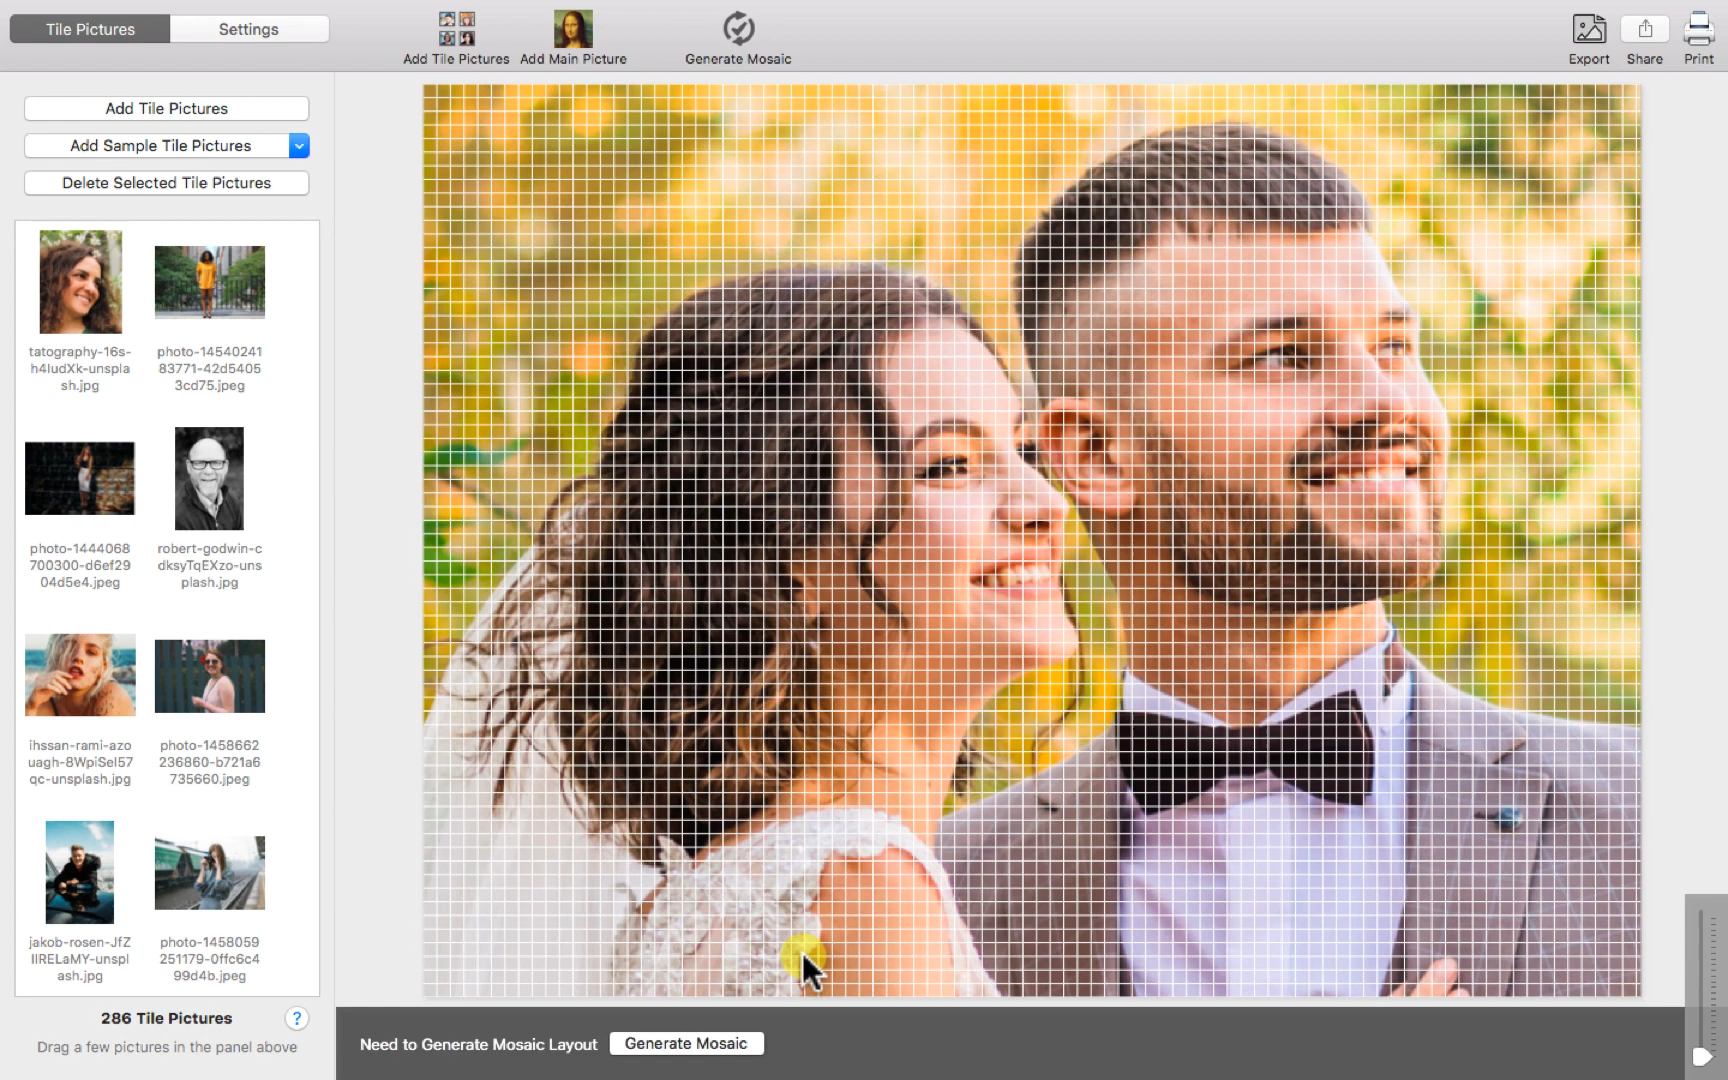 Tile Pictures
Settings
Add Tile Pictures
Add Main Picture
Generate Mosaic
Export
Share
Print
Add Tile Pictures
Add Sample Tile Pictures
Delete Selected Tile Pictures
tatography-16s-
h4IudXk-unspla
sh.jpg
photo-14540241
83771-42d5405
3cd75.jpeg
photo-1444068
700300-d6ef29
04d5e4.jpeg
robert-godwin-c
dksyTqEXzo-uns
plash.jpg
ihssan-rami-azo
uagh-8WpiSel57
qc-unsplash.jpg
photo-1458662
236860-b721a6
735660.jpeg
jakob-rosen-JfZ
IIRELaMY-unspl
ash.jpg
photo-1458059
251179-0ffc6c4
99d4b.jpeg
286 Tile Pictures
?
Drag a few pictures in the panel above
Need to Generate Mosaic Layout
Generate Mosaic